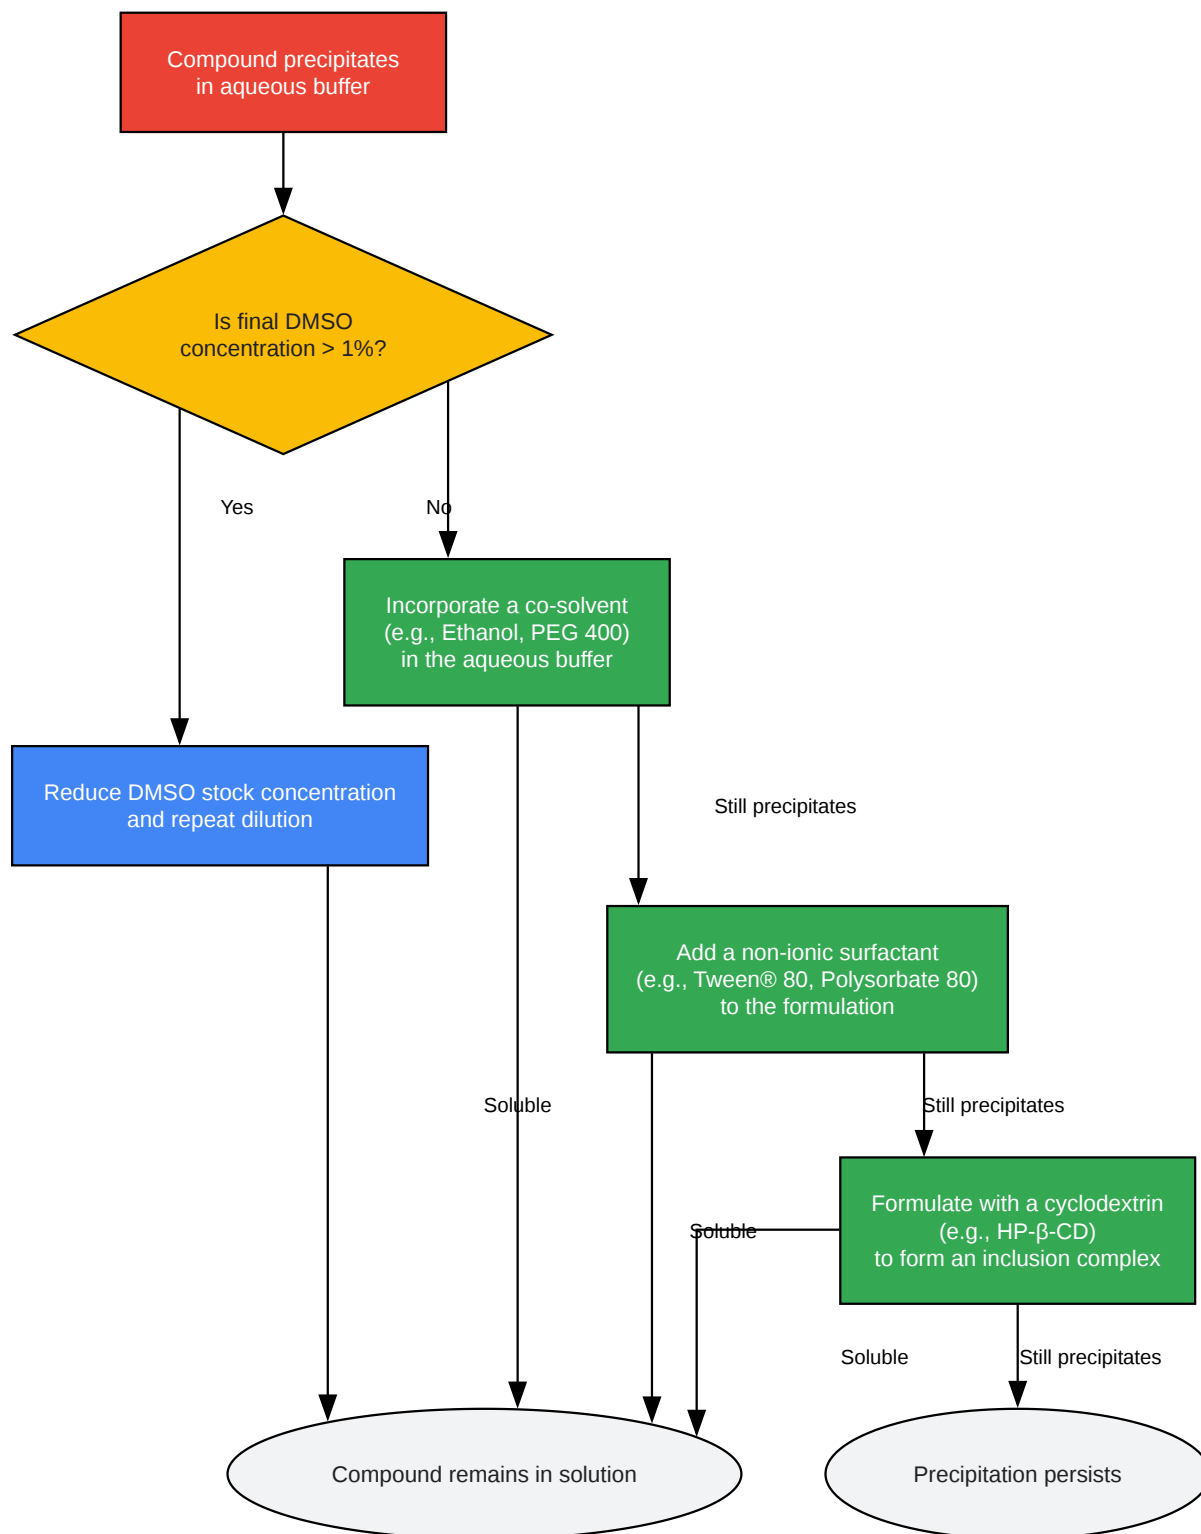 Compound precipitates
in aqueous buffer
Is final DMSO
concentration > 1%?
Yes
No
Incorporate a co-solvent
(e.g., Ethanol, PEG 400)
in the aqueous buffer
Reduce DMSO stock concentration
and repeat dilution
Still precipitates
Add a non-ionic surfactant
(e.g., Tween® 80, Polysorbate 80)
to the formulation
Soluble
Still precipitates
Formulate with a cyclodextrin
(e.g., HP-β-CD)
to form an inclusion complex
Soluble
Soluble
Still precipitates
Compound remains in solution
Precipitation persists